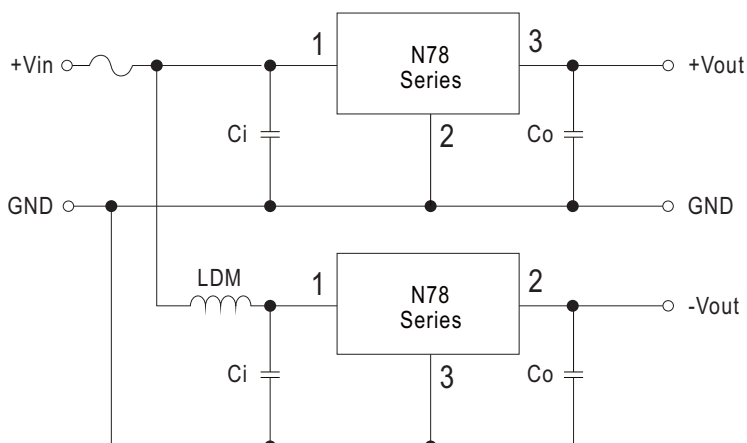 +Vin
1
N78
Series
3
+Vout
Ci
2
Co
GND
GND
LDM
1
N78
Series
2
-Vout
Ci
3
Co